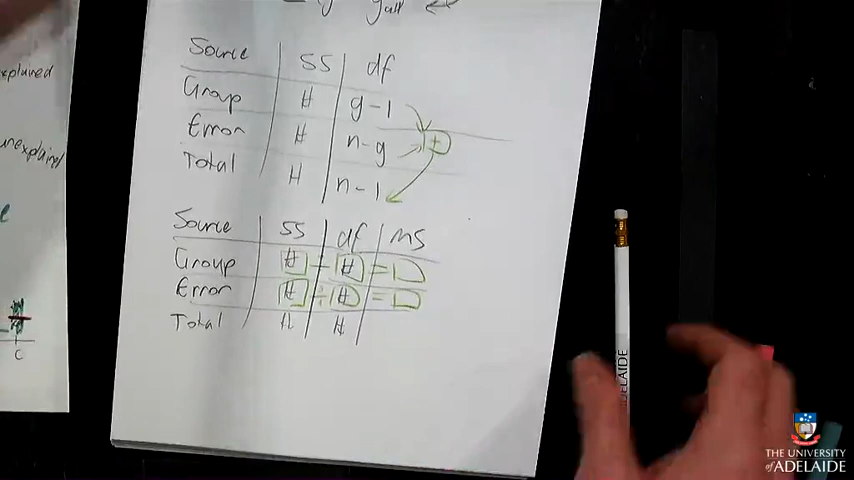 explained
unexplained
c
Source SS df
Group # g-1
Error # n-g +
Total # n-1
Source SS df MS
Group # ÷ # =
Error # ÷ # =
Total # #
ADELAIDE
THE UNIVERSITY
of ADELAIDE